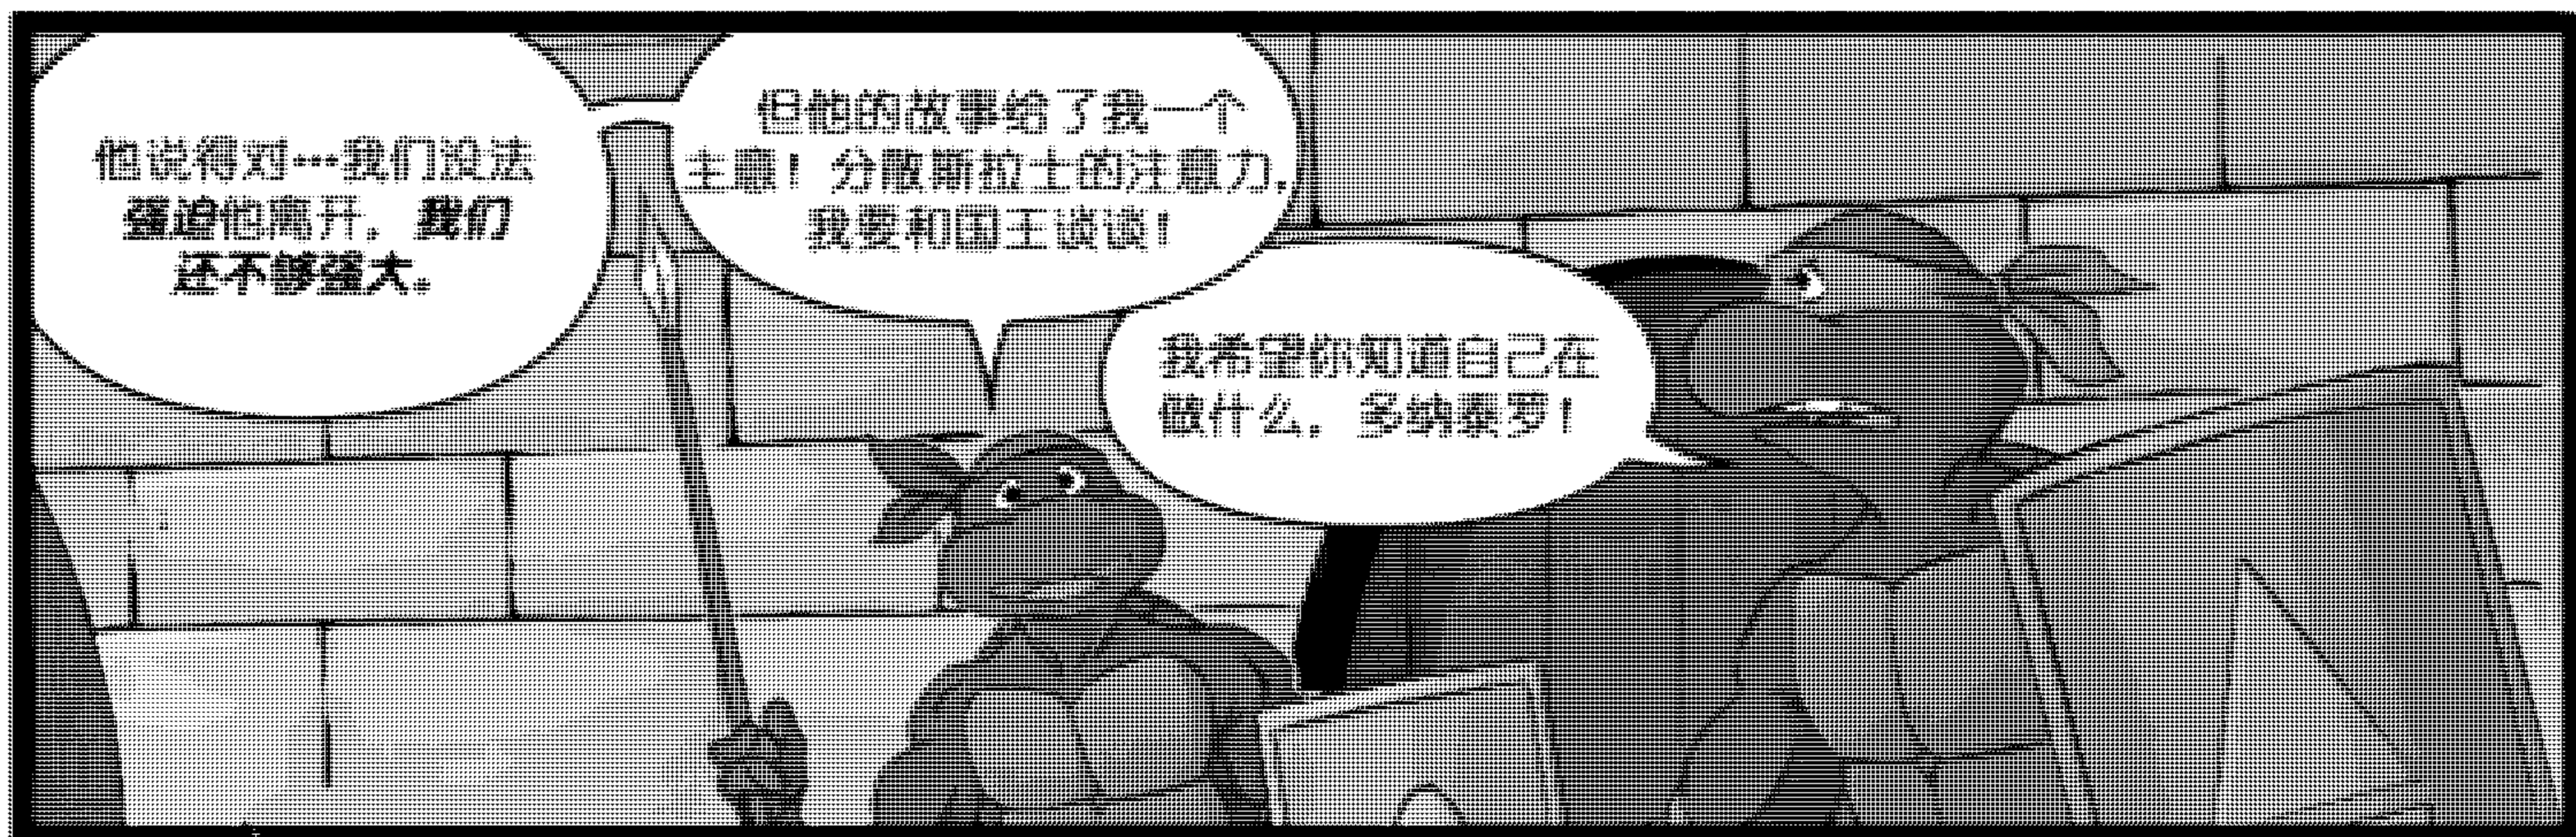 他说得对…我们没法
强迫他离开，我们
还不够强大。
但他的故事给了我一个
主意！分散斯拉士的注意力，
我要和国王谈谈！
我希望你知道自己在
做什么，多纳泰罗！